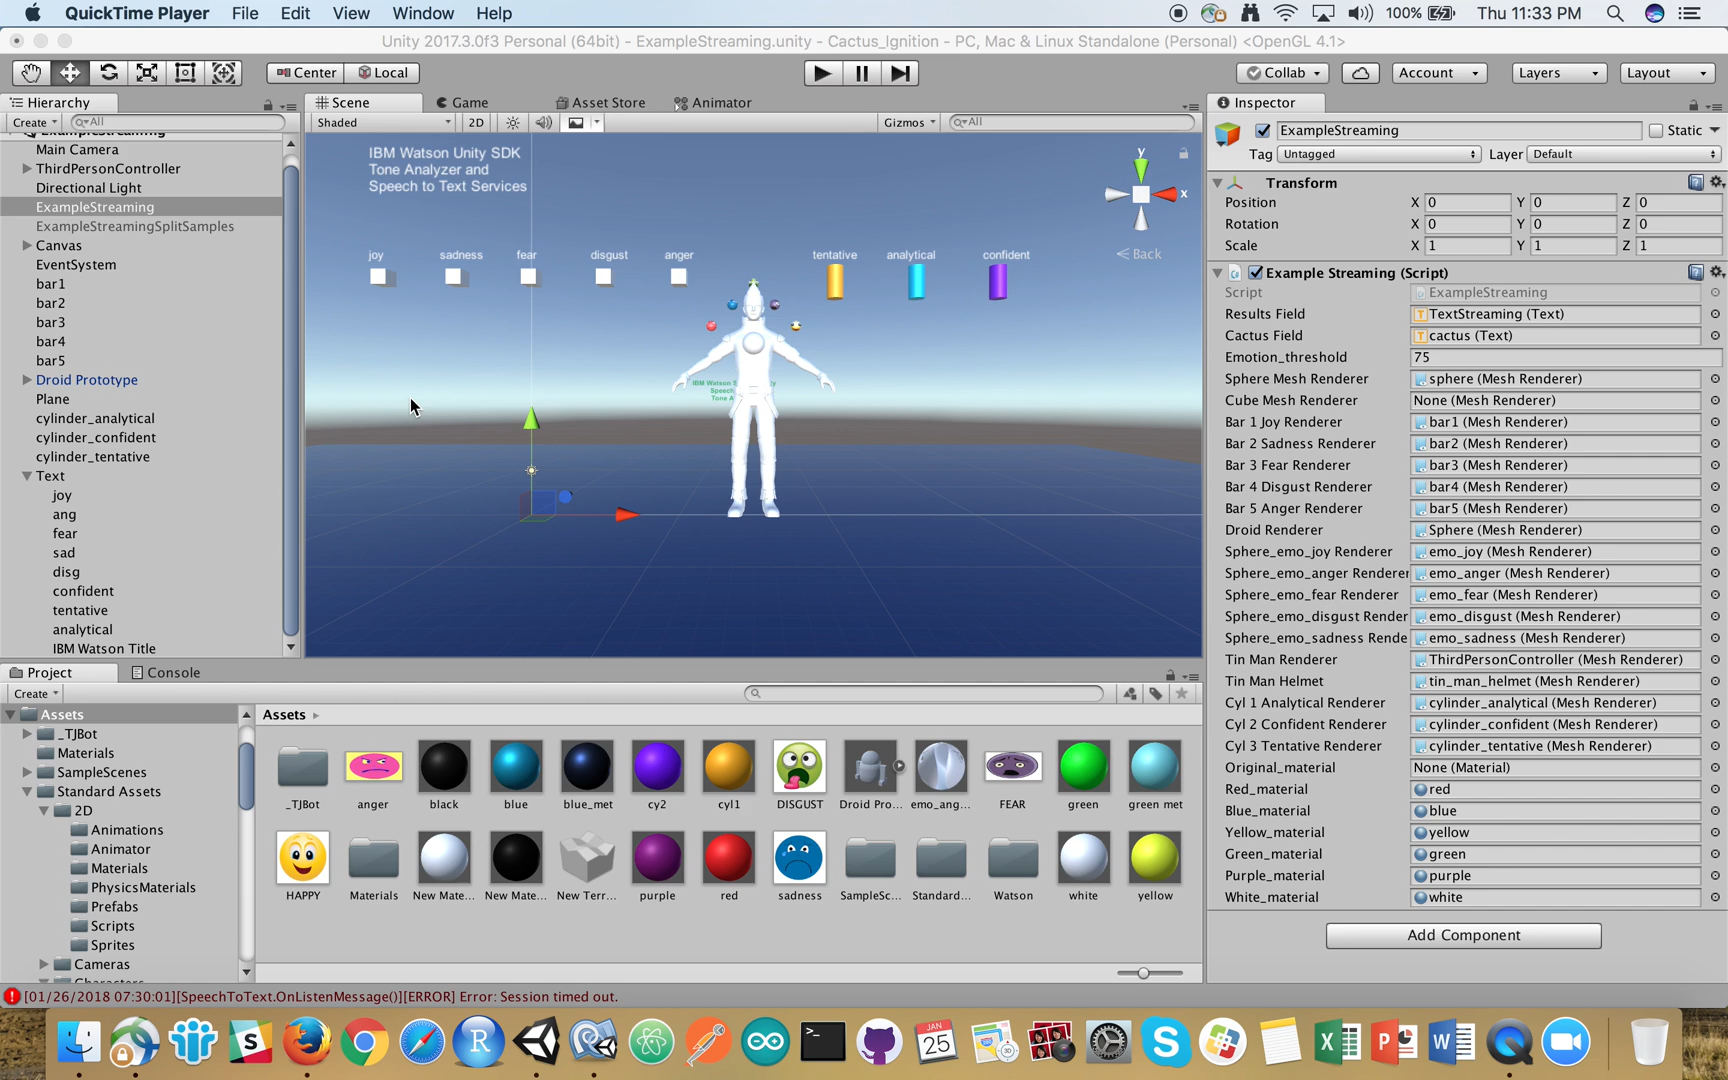 QuickTime Player File Edit View Window Help 100% Thu 11:33 PM
Unity 2017.3.0f3 Personal (64bit) - ExampleStreaming.unity - Cactus_Ignition - PC, Mac & Linux Standalone (Personal) <OpenGL 4.1>
Center Local Collab Account Layers Layout
Hierarchy
Create All
ExampleStreaming
Main Camera
ThirdPersonController
Directional Light
ExampleStreaming
ExampleStreamingSplitSamples
Canvas
EventSystem
bar1
bar2
bar3
bar4
bar5
Droid Prototype
Plane
cylinder_analytical
cylinder_confident
cylinder_tentative
Text
joy
ang
fear
sad
disg
confident
tentative
analytical
IBM Watson Title
Scene Game Asset Store Animator
Shaded 2D Gizmos All
IBM Watson Unity SDK
Tone Analyzer and
Speech to Text Services
y
x
Back
joy sadness fear disgust anger tentative analytical confident
IBM Watson
Speech
Tone A
Inspector
ExampleStreaming Static
Tag Untagged Layer Default
Transform
Position X 0 Y 0 Z 0
Rotation X 0 Y 0 Z 0
Scale X 1 Y 1 Z 1
Example Streaming (Script)
Script ExampleStreaming
Results Field TextStreaming (Text)
Cactus Field cactus (Text)
Emotion_threshold 75
Sphere Mesh Renderer sphere (Mesh Renderer)
Cube Mesh Renderer None (Mesh Renderer)
Bar 1 Joy Renderer bar1 (Mesh Renderer)
Bar 2 Sadness Renderer bar2 (Mesh Renderer)
Bar 3 Fear Renderer bar3 (Mesh Renderer)
Bar 4 Disgust Renderer bar4 (Mesh Renderer)
Bar 5 Anger Renderer bar5 (Mesh Renderer)
Droid Renderer Sphere (Mesh Renderer)
Sphere_emo_joy Renderer emo_joy (Mesh Renderer)
Sphere_emo_anger Renderer emo_anger (Mesh Renderer)
Sphere_emo_fear Renderer emo_fear (Mesh Renderer)
Sphere_emo_disgust Render emo_disgust (Mesh Renderer)
Sphere_emo_sadness Rende emo_sadness (Mesh Renderer)
Tin Man Renderer ThirdPersonController (Mesh Renderer)
Tin Man Helmet tin_man_helmet (Mesh Renderer)
Cyl 1 Analytical Renderer cylinder_analytical (Mesh Renderer)
Cyl 2 Confident Renderer cylinder_confident (Mesh Renderer)
Cyl 3 Tentative Renderer cylinder_tentative (Mesh Renderer)
Original_material None (Material)
Red_material red
Blue_material blue
Yellow_material yellow
Green_material green
Purple_material purple
White_material white
Add Component
Project Console
Create
Assets
_TJBot
Materials
SampleScenes
Standard Assets
2D
Animations
Animator
Materials
PhysicsMaterials
Prefabs
Scripts
Sprites
Cameras
Assets
_TJBot anger black blue blue_met cy2 cyl1 DISGUST Droid Pro... emo_ang... FEAR green green met
HAPPY Materials New Mate... New Mate... New Terr... purple red sadness SampleSc... Standard... Watson white yellow
[01/26/2018 07:30:01][SpeechToText.OnListenMessage()][ERROR] Error: Session timed out.
JAN
25